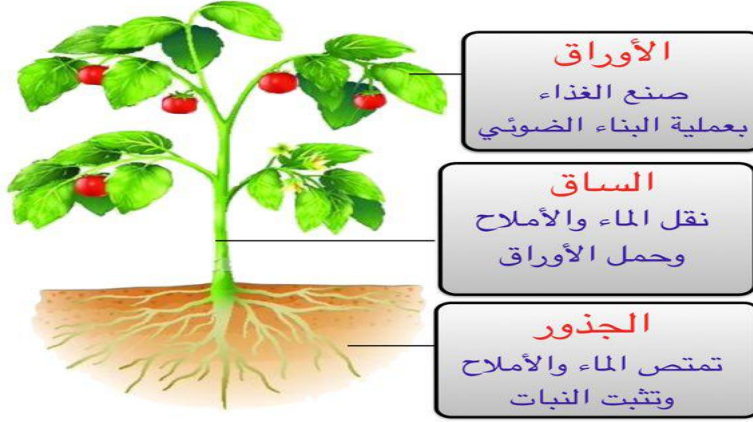 الأوراق
صنع الغذاء
بعملية البناء الضوئي
الساق
نقل الماء والأملاح
وحمل الأوراق
الجذور
تمتص الماء والأملاح
وتثبت النبات